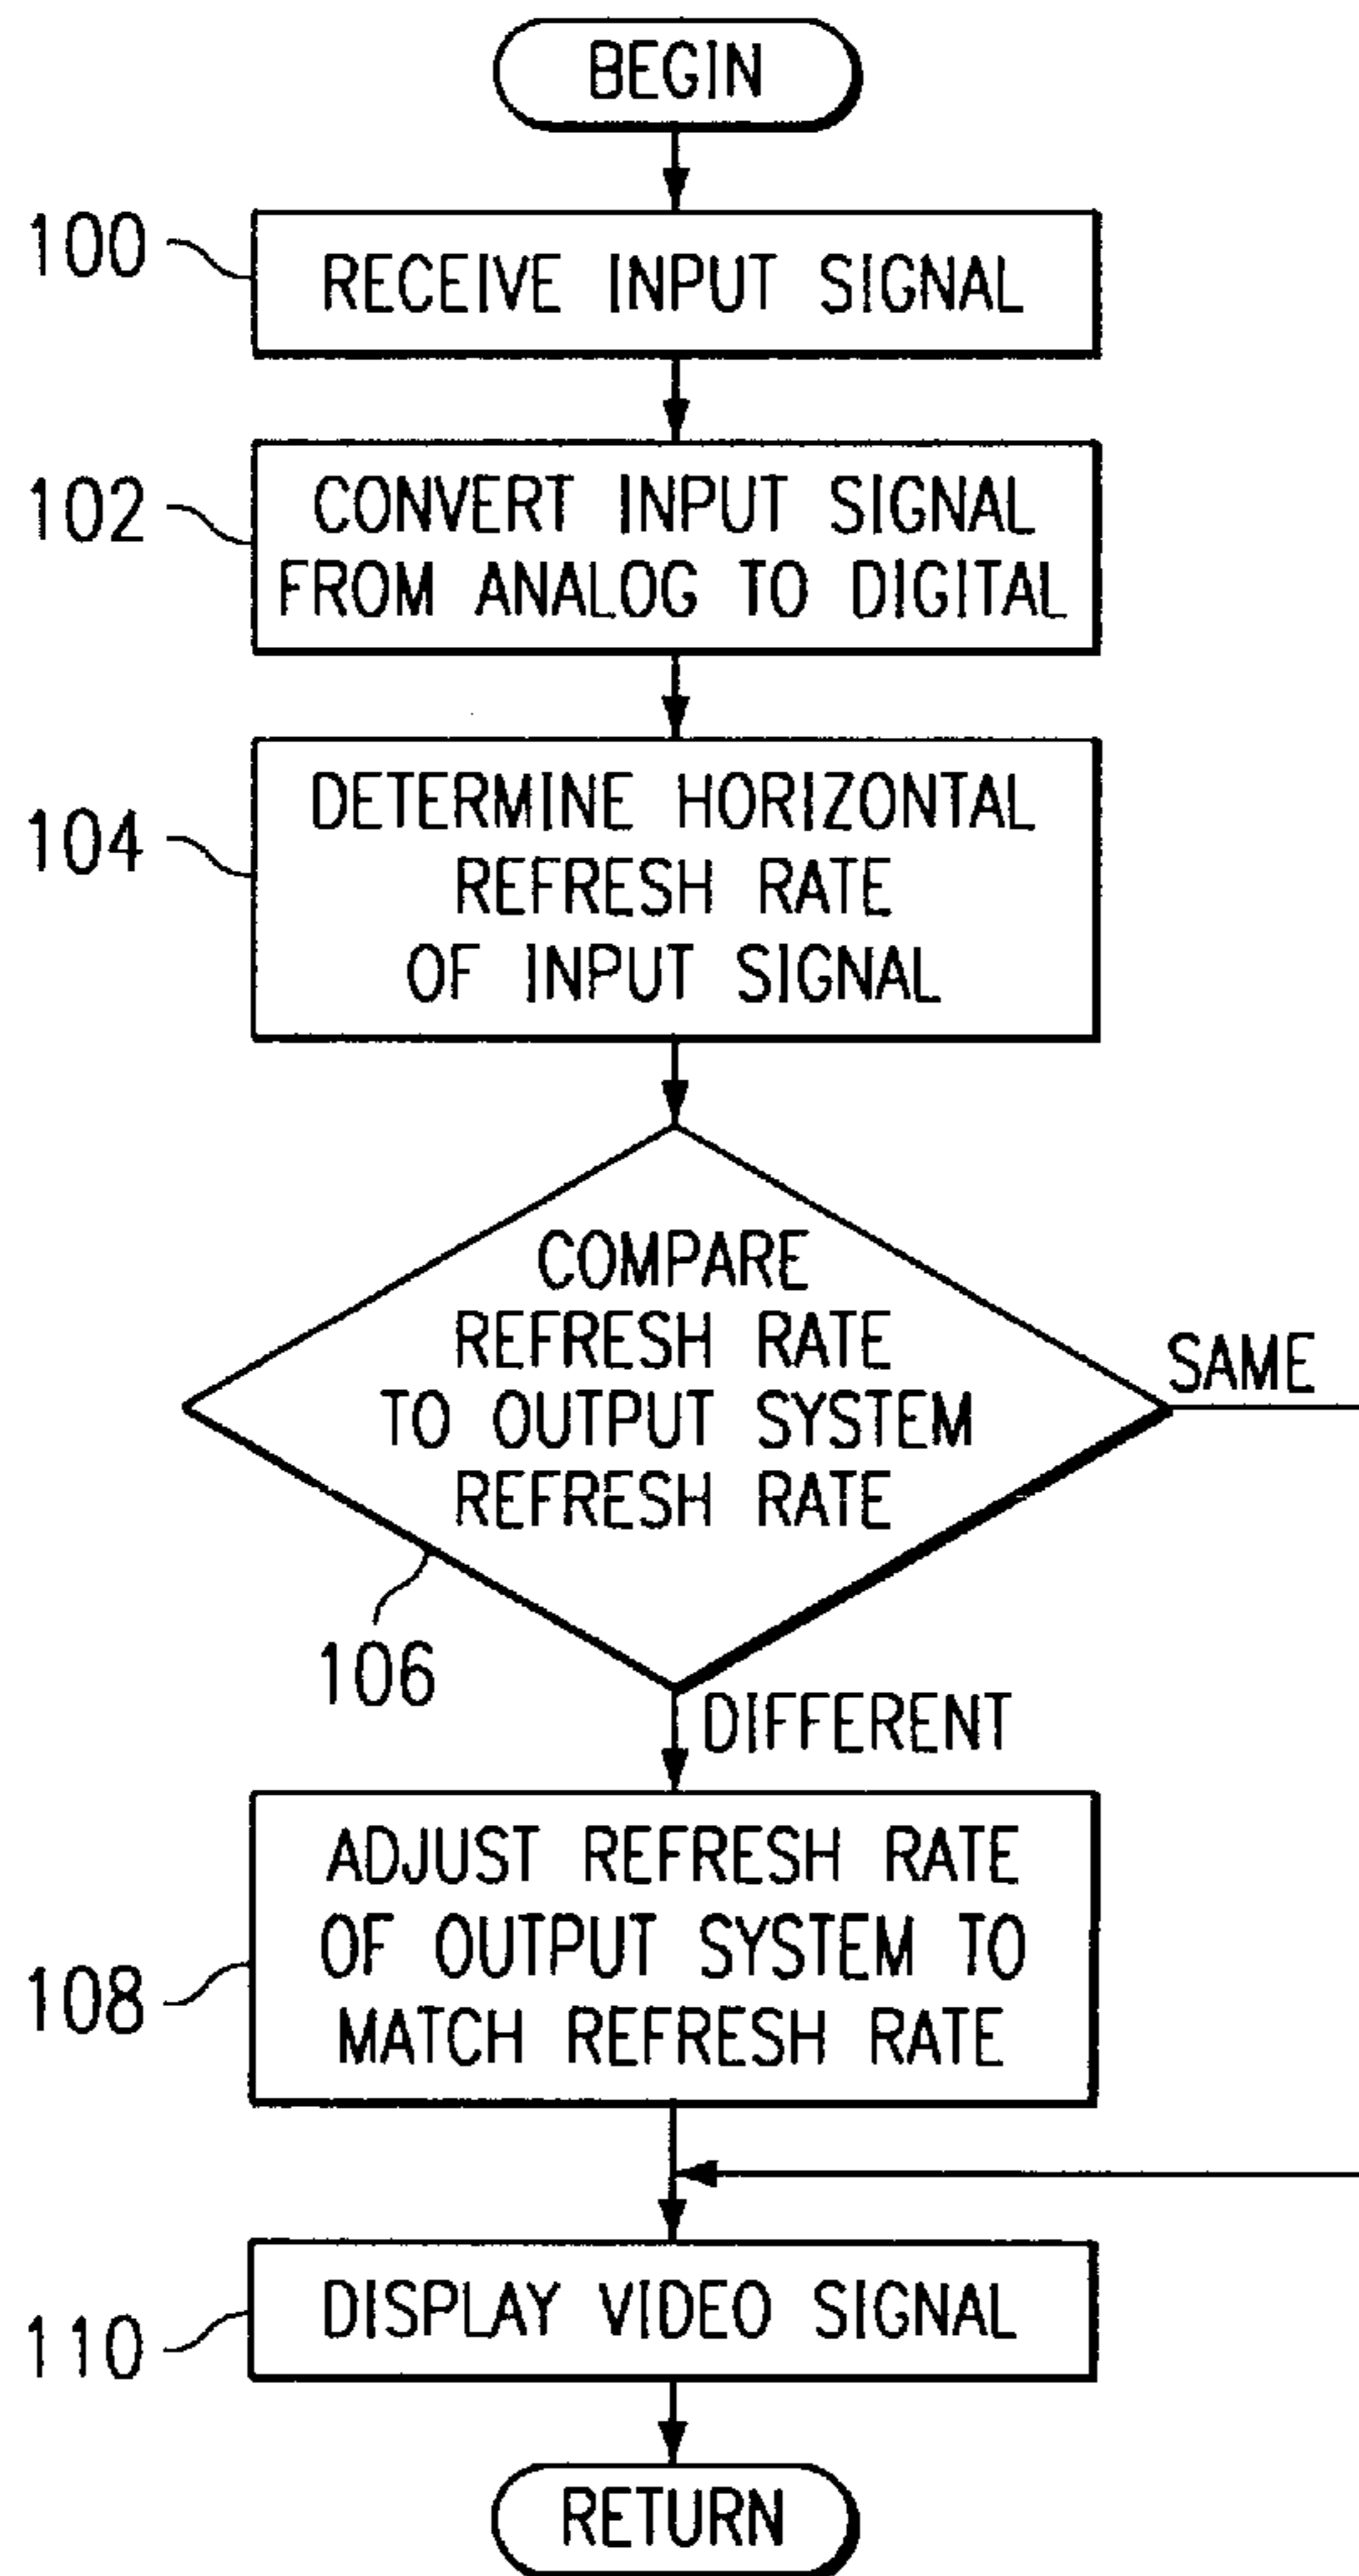 BEGIN
100
RECEIVE INPUT SIGNAL
102
CONVERT INPUT SIGNAL
FROM ANALOG TO DIGITAL
104
DETERMINE HORIZONTAL
REFRESH RATE
OF INPUT SIGNAL
COMPARE
REFRESH RATE
TO OUTPUT SYSTEM
REFRESH RATE
SAME
106
DIFFERENT
108
ADJUST REFRESH RATE
OF OUTPUT SYSTEM TO
MATCH REFRESH RATE
110
DISPLAY VIDEO SIGNAL
RETURN